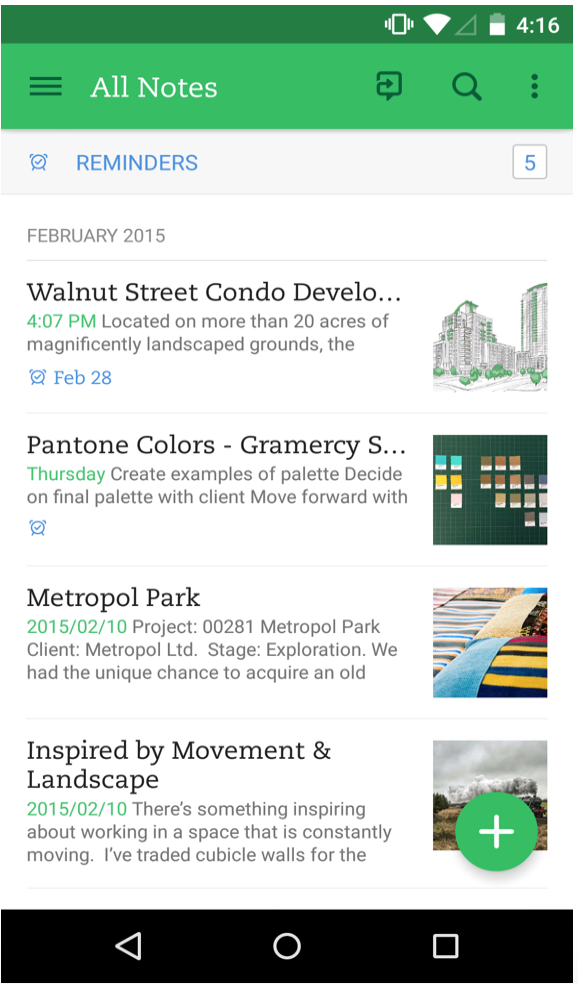 4:16
All Notes
REMINDERS
5
FEBRUARY 2015
Walnut Street Condo Develo...
4:07 PM Located on more than 20 acres of
magnificently landscaped grounds, the
Feb 28
Pantone Colors - Gramercy S...
Thursday Create examples of palette Decide
on final palette with client Move forward with
Metropol Park
2015/02/10 Project: 00281 Metropol Park
Client: Metropol Ltd.  Stage: Exploration. We
had the unique chance to acquire an old
Inspired by Movement &
Landscape
2015/02/10 There’s something inspiring
about working in a space that is constantly
moving.  I’ve traded cubicle walls for the